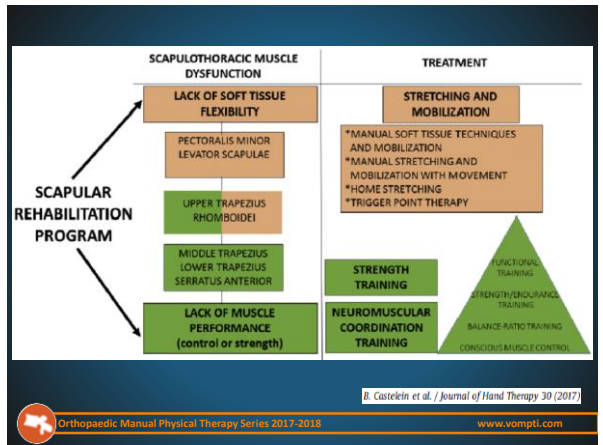 SCAPULOTHORACIC MUSCLE
DYSFUNCTION
TREATMENT
LACK OF SOFT TISSUE
FLEXIBILITY
STRETCHING AND
MOBILIZATION
PECTORALIS MINOR
LEVATOR SCAPULAE
*MANUAL SOFT TISSUE TECHNIQUES
AND MOBILIZATION
*MANUAL STRETCHING AND
MOBILIZATION WITH MOVEMENT
*HOME STRETCHING
*TRIGGER POINT THERAPY
SCAPULAR
REHABILITATION
PROGRAM
UPPER TRAPEZIUS
RHOMBOIDEI
MIDDLE TRAPEZIUS
LOWER TRAPEZIUS
SERRATUS ANTERIOR
STRENGTH
TRAINING
LACK OF MUSCLE
PERFORMANCE
(control or strength)
NEUROMUSCULAR
COORDINATION
TRAINING
FUNCTIONAL
TRAINING
STRENGTH/ENDURANCE
TRAINING
BALANCE-RATIO TRAINING
CONSCIOUS MUSCLE CONTROL
B. Castelein et al. / Journal of Hand Therapy 30 (2017)
Orthopaedic Manual Physical Therapy Series 2017-2018
www.vompti.com